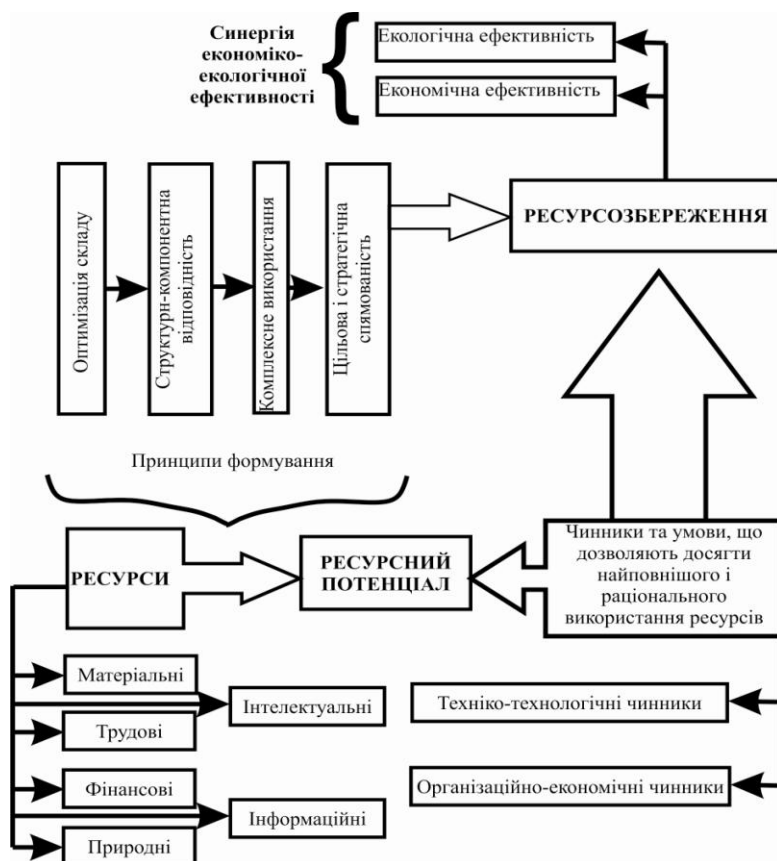 Синергія
економіко-
екологічної
ефективності
Екологічна ефективність
Економічна ефективність
Оптимізація складу
Структурн-компонентна
відповідність
Комплексне використання
Цільова і стратегічна
спямованість
РЕСУРСОЗБЕРЕЖЕННЯ
Принципи формування
РЕСУРСИ
РЕСУРСНИЙ
ПОТЕНЦІАЛ
Чинники та умови, що
дозволяють досягти
найповнішого і
раціонального
використання ресурсів
Матеріальні
Інтелектуальні
Трудові
Фінансові
Інформаційні
Природні
Техніко-технологічні чинники
Організаційно-економічні чинники